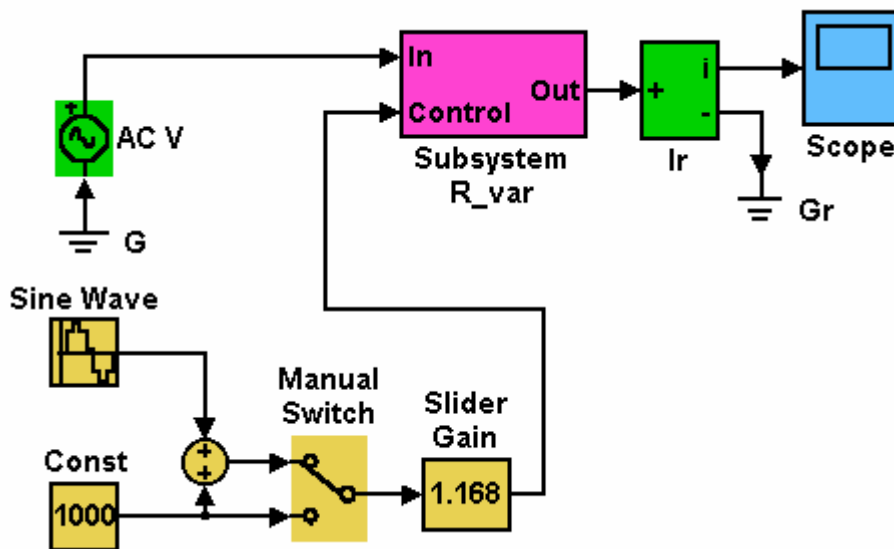 In
Control
Out
Subsystem
R_var
+
i
-
Ir
Scope
+
AC V
G
Gr
Sine Wave
Manual
Switch
Slider
Gain
Const
+
+
1000
1.168